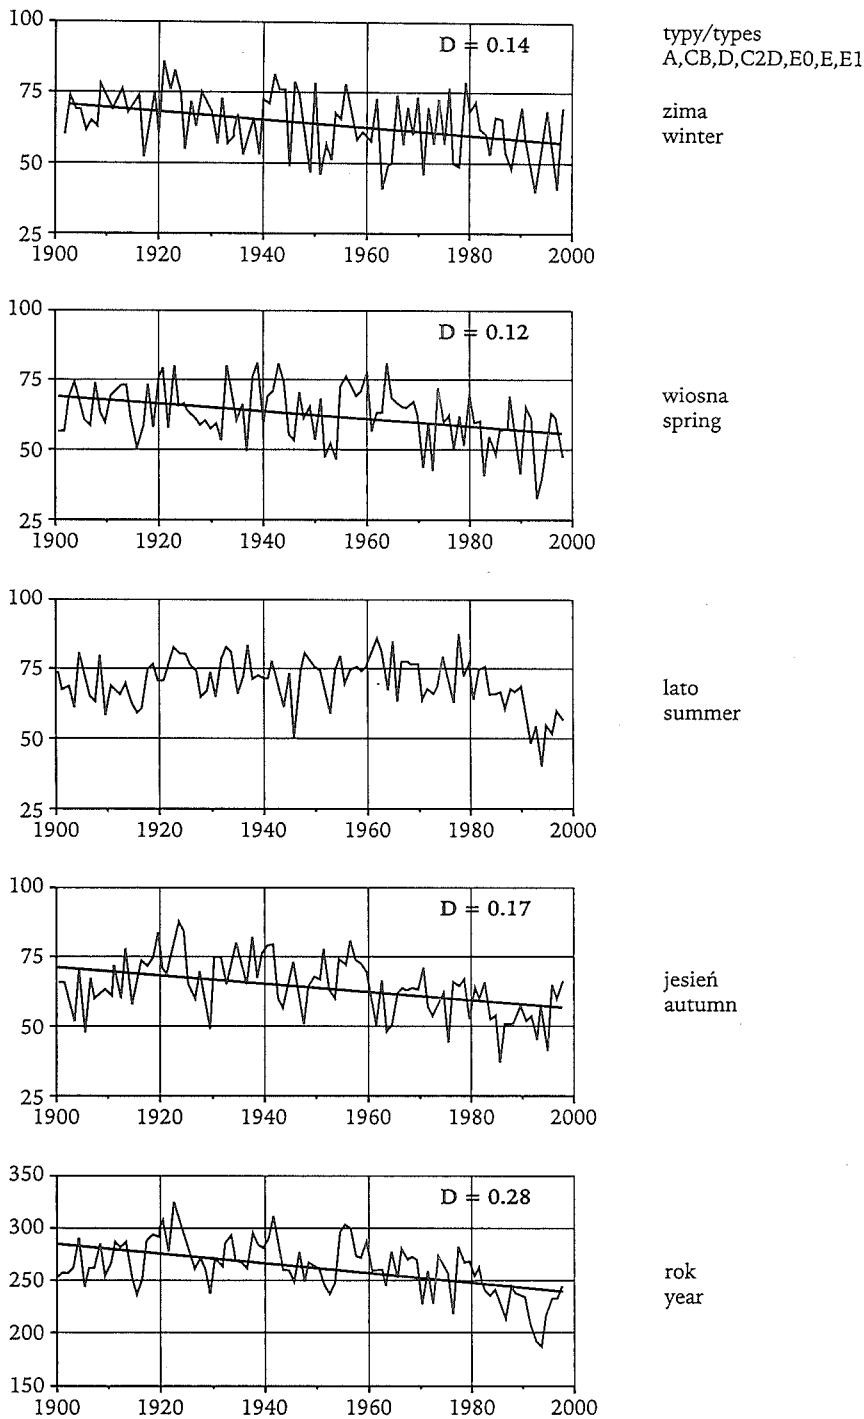 typy/types
A,CB,D,C2D,E0,E,E1
100
75
50
25
D = 0.14
1900 1920 1940 1960 1980 2000
zima
winter
100
75
50
25
D = 0.12
1900 1920 1940 1960 1980 2000
wiosna
spring
100
75
50
25
1900 1920 1940 1960 1980 2000
lato
summer
100
75
50
25
D = 0.17
1900 1920 1940 1960 1980 2000
jesień
autumn
350
300
250
200
150
D = 0.28
1900 1920 1940 1960 1980 2000
rok
year